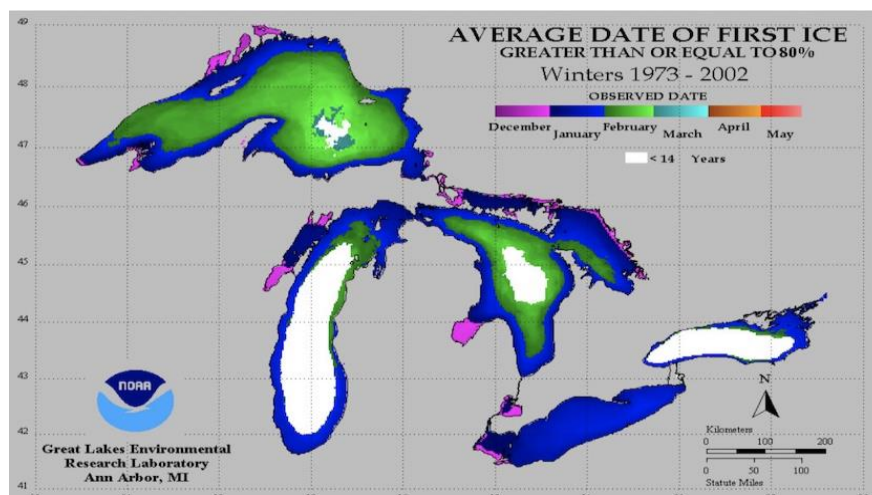 AVERAGE DATE OF FIRST ICE
GREATER THAN OR EQUAL TO 80%
Winters 1973 - 2002
OBSERVED DATE
December January February March April May
< 14 Years
49
48
47
46
45
44
43
42
41
NOAA
Great Lakes Environmental
Research Laboratory
Ann Arbor, MI
N
Kilometers
0 100 200
0 50 100
Statute Miles